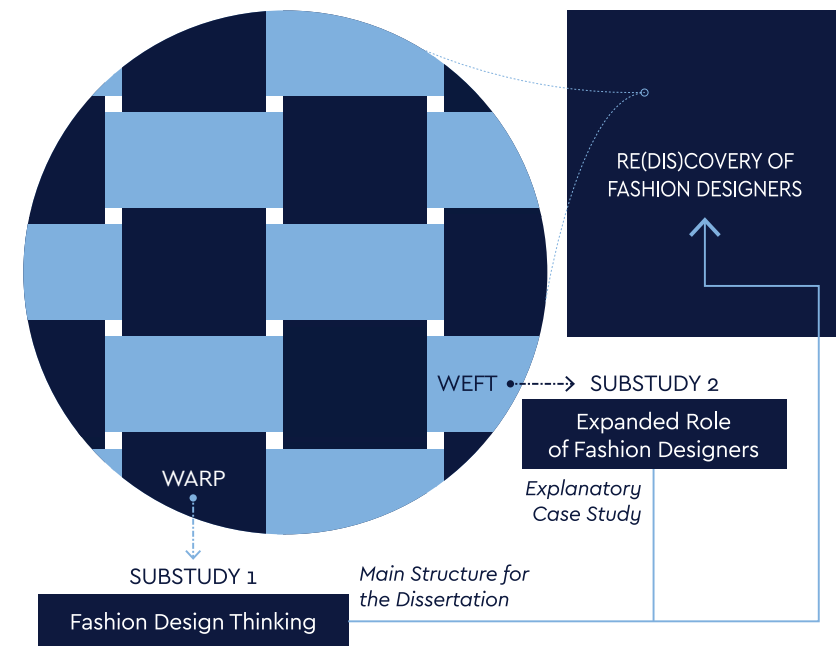 RE(DIS)COVERY OF
FASHION DESIGNERS
WEFT
SUBSTUDY 2
Expanded Role
of Fashion Designers
Explanatory
Case Study
WARP
SUBSTUDY 1
Fashion Design Thinking
Main Structure for
the Dissertation